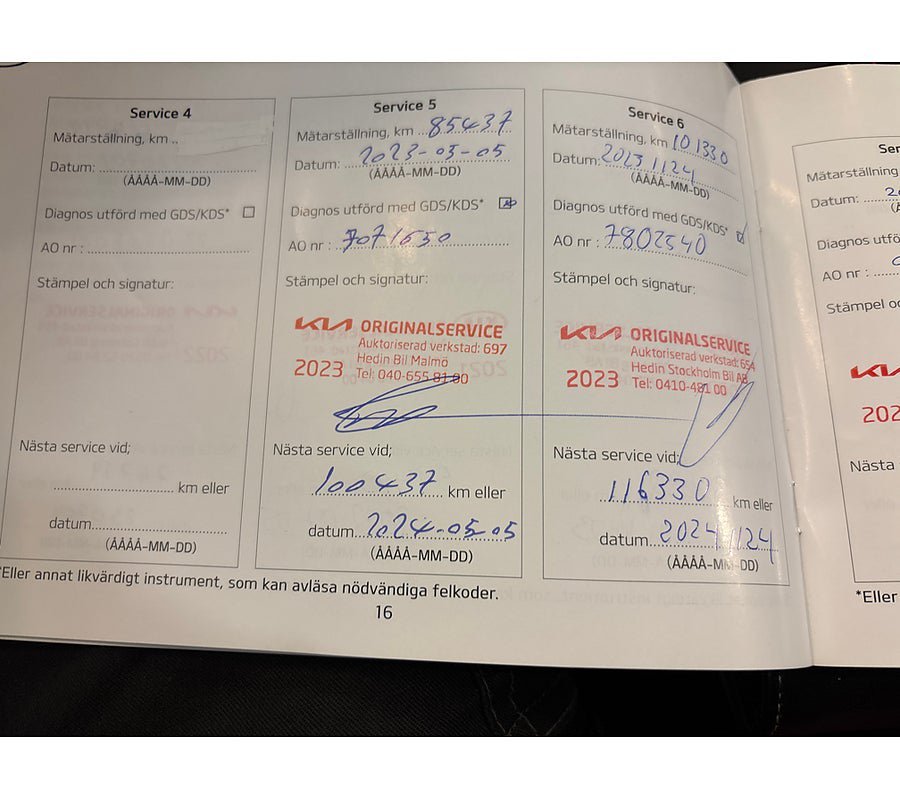 Service 4
Mätarställning, km ..
Datum:
(ÅÅÅÅ-MM-DD)
Diagnos utförd med GDS/KDS*
AO nr :
Stämpel och signatur:
Nästa service vid;
km eller
datum
(ÅÅÅÅ-MM-DD)
Service 5
Mätarställning, km 85437
Datum: 2023-05-05
(ÅÅÅÅ-MM-DD)
Diagnos utförd med GDS/KDS*
AO nr : 7071650
Stämpel och signatur:
KIA ORIGINALSERVICE
Auktoriserad verkstad: 697
Hedin Bil Malmö
2023 Tel: 040-655 81 00
Nästa service vid;
100437 km eller
datum 2024-05-05
(ÅÅÅÅ-MM-DD)
Service 6
Mätarställning, km 101330
Datum: 20231124
(ÅÅÅÅ-MM-DD)
Diagnos utförd med GDS/KDS*
AO nr : 7802540
Stämpel och signatur:
KIA ORIGINALSERVICE
Auktoriserad verkstad: 654
Hedin Stockholm Bil AB
2023 Tel: 0410-481 00
Nästa service vid;
116330 km eller
datum 20241124
(ÅÅÅÅ-MM-DD)
*Eller annat likvärdigt instrument, som kan avläsa nödvändiga felkoder.
16
Mätarställning
Datum:
Diagnos utfö
AO nr :
Stämpel oc
KIA
202
Nästa
*Eller